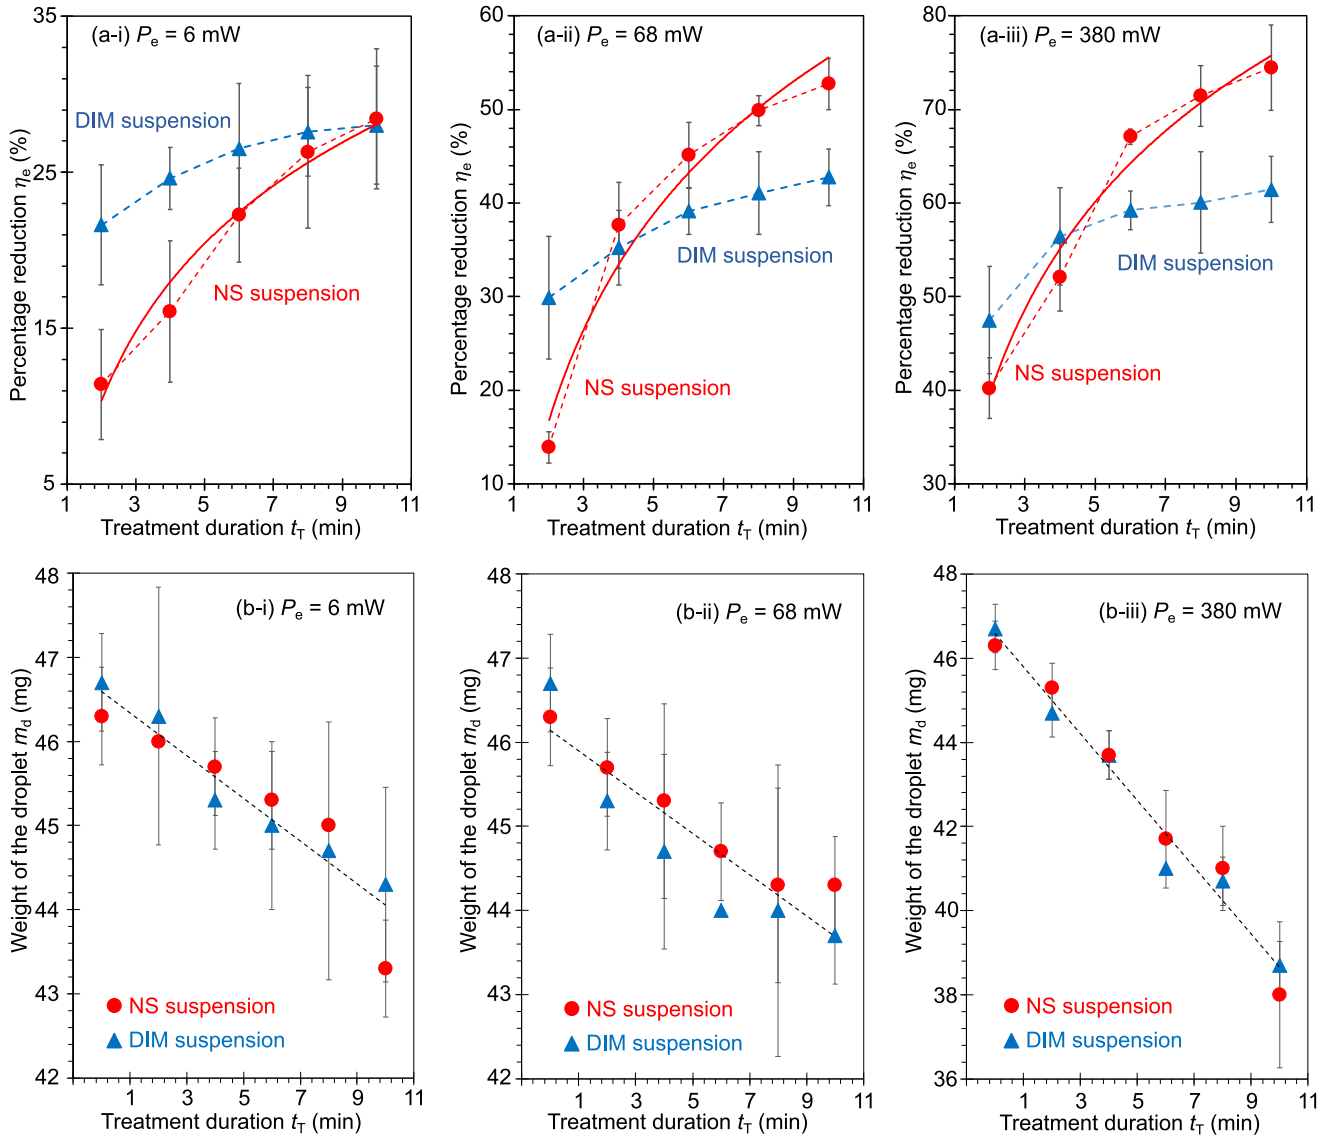 (a-i) Pe = 6 mW
35
25
15
5
Percentage reduction ηe (%)
DIM suspension
NS suspension
1 3 5 7 9 11
Treatment duration tT (min)
(a-ii) Pe = 68 mW
60
50
40
30
20
10
Percentage reduction ηe (%)
DIM suspension
NS suspension
1 3 5 7 9 11
Treatment duration tT (min)
(a-iii) Pe = 380 mW
80
70
60
50
40
30
Percentage reduction ηe (%)
DIM suspension
NS suspension
1 3 5 7 9 11
Treatment duration tT (min)
(b-i) Pe = 6 mW
48
47
46
45
44
43
42
Weight of the droplet md (mg)
NS suspension
DIM suspension
1 3 5 7 9 11
Treatment duration tT (min)
(b-ii) Pe = 68 mW
48
47
46
45
44
43
42
Weight of the droplet md (mg)
NS suspension
DIM suspension
1 3 5 7 9 11
Treatment duration tT (min)
(b-iii) Pe = 380 mW
48
46
44
42
40
38
36
Weight of the droplet md (mg)
NS suspension
DIM suspension
1 3 5 7 9 11
Treatment duration tT (min)